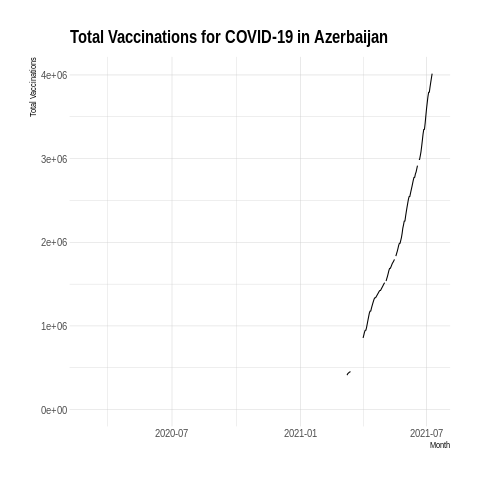 Total Vaccinations for COVID-19 in Azerbaijan
Total Vaccinations
4e+06
3e+06
2e+06
1e+06
0e+00
2020-07
2021-01
2021-07
Month